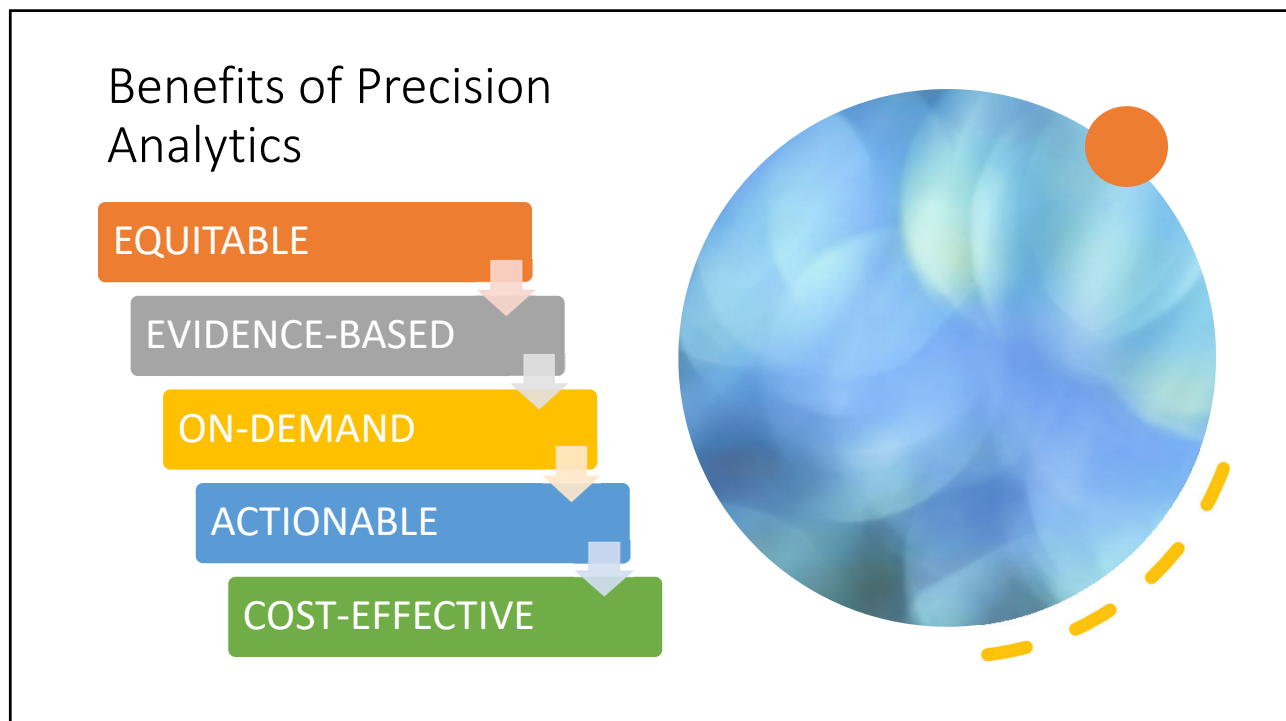 Benefits of Precision
Analytics
EQUITABLE
EVIDENCE-BASED
ON-DEMAND
ACTIONABLE
COST-EFFECTIVE